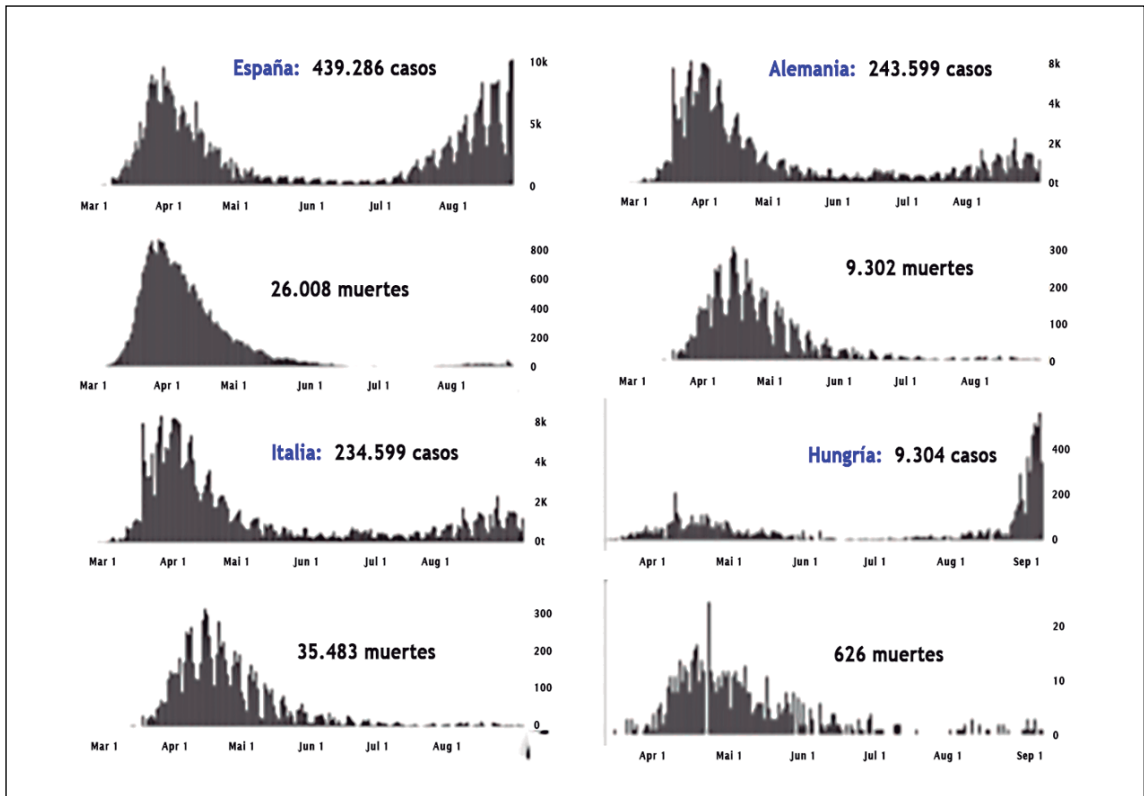 España: 439.286 casos
10k
5k
0
Mar 1 Apr 1 Mai 1 Jun 1 Jul 1 Aug 1
Alemania: 243.599 casos
8k
4k
2K
0t
Mar 1 Apr 1 Mai 1 Jun 1 Jul 1 Aug 1
26.008 muertes
800
600
400
200
0
Mar 1 Apr 1 Mai 1 Jun 1 Jul 1 Aug 1
9.302 muertes
300
200
100
0
Mar 1 Apr 1 Mai 1 Jun 1 Jul 1 Aug 1
Italia: 234.599 casos
8k
4k
2K
0t
Mar 1 Apr 1 Mai 1 Jun 1 Jul 1 Aug 1
Hungría: 9.304 casos
400
200
0
Apr 1 Mai 1 Jun 1 Jul 1 Aug 1 Sep 1
35.483 muertes
300
200
100
0
Mar 1 Apr 1 Mai 1 Jun 1 Jul 1 Aug 1
626 muertes
20
10
0
Apr 1 Mai 1 Jun 1 Jul 1 Aug 1 Sep 1